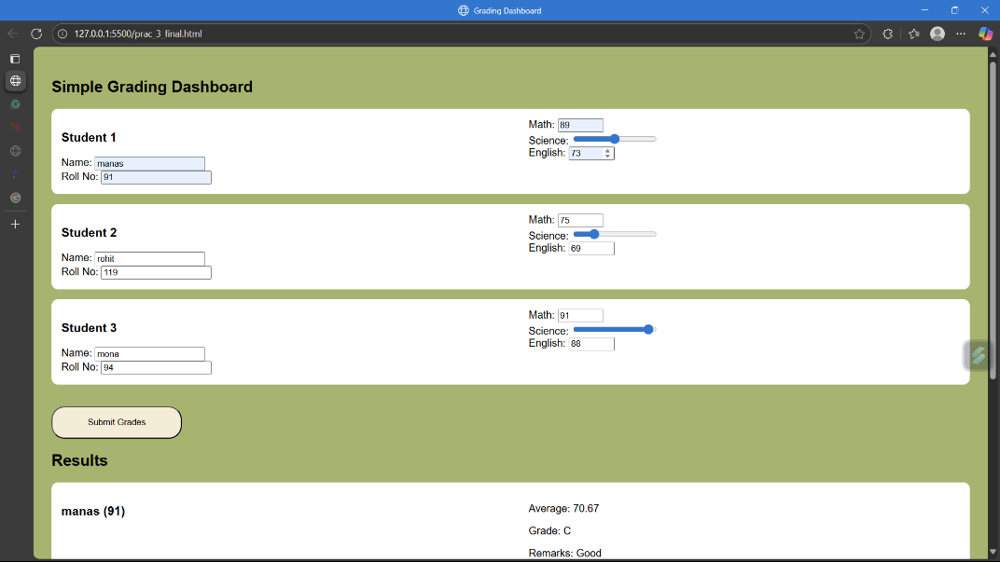 Grading Dashboard
127.0.0.1:5500/prac_3_final.html
Simple Grading Dashboard
Student 1
Name: manas
Roll No: 91
Math: 89
Science:
English: 73
Student 2
Name: rohit
Roll No: 119
Math: 75
Science:
English: 69
Student 3
Name: mona
Roll No: 94
Math: 91
Science:
English: 88
Submit Grades
Results
manas (91)
Average: 70.67
Grade: C
Remarks: Good